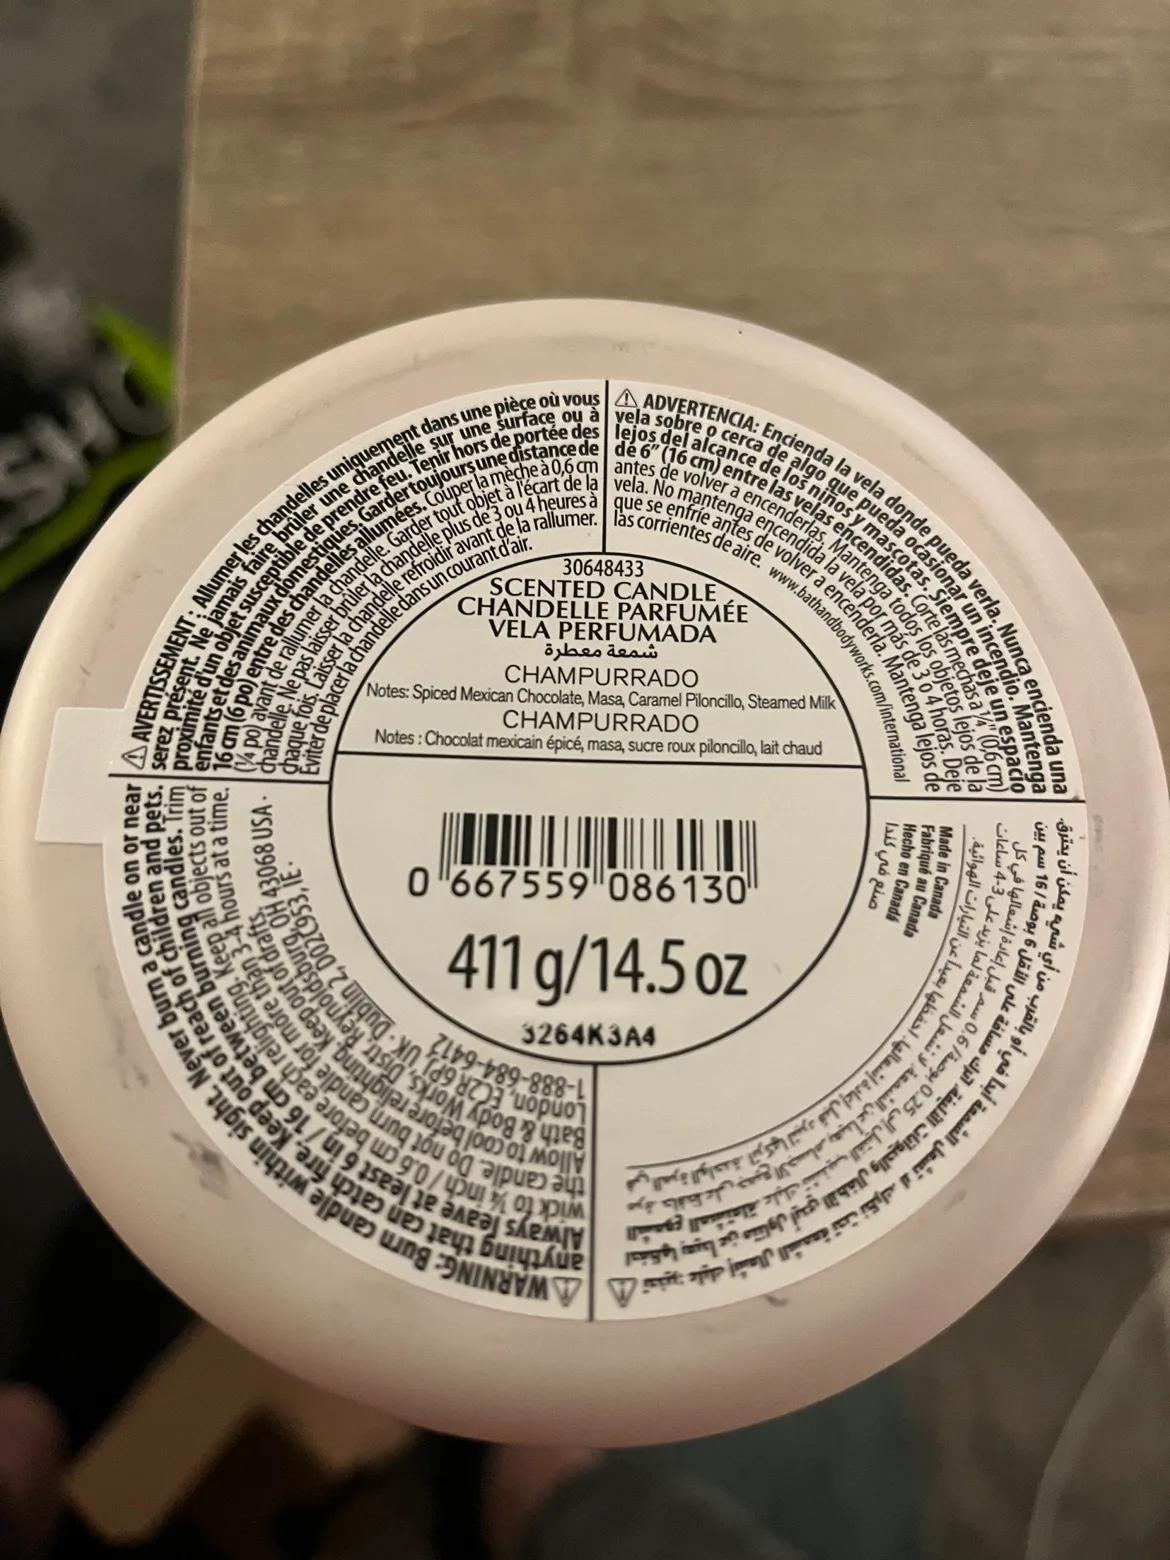 SHO
⚠ AVERTISSEMENT : Allumer les chandelles uniquement dans une pièce où vous
serez présent. Ne jamais faire brûler une chandelle sur une surface ou à
proximité d'un objet susceptible de prendre feu. Tenir hors de portée des
enfants et des animaux domestiques. Garder toujours une distance de
16 cm (6 po) entre des chandelles allumées. Couper la mèche à 0,6 cm
(¼ po) avant de rallumer la chandelle. Garder tout objet à l'écart de la
chandelle. Ne pas laisser brûler la chandelle plus de 3 ou 4 heures à
chaque fois. Laisser la chandelle refroidir avant de la rallumer.
Éviter de placer la chandelle dans un courant d'air.
⚠ ADVERTENCIA: Encienda la vela donde pueda verla. Nunca encienda una
vela sobre o cerca de algo que pueda ocasionar un incendio. Mantenga
lejos del alcance de los niños y mascotas. Siempre deje un espacio
de 6" (16 cm) entre las velas encendidas. Corte las mechas a ¼" (0,6 cm)
antes de volver a encenderlas. Mantenga todos los objetos lejos de la
vela. No mantenga encendida la vela por más de 3 o 4 horas. Deje
que se enfríe antes de volver a encenderla. Mantenga lejos de
las corrientes de aire. www.bathandbodyworks.com/international
30648433
SCENTED CANDLE
CHANDELLE PARFUMÉE
VELA PERFUMADA
شمعة معطرة
CHAMPURRADO
Notes: Spiced Mexican Chocolate, Masa, Caramel Piloncillo, Steamed Milk
CHAMPURRADO
Notes : Chocolat mexicain épicé, masa, sucre roux piloncillo, lait chaud
0 667559 086130
411 g/14.5 oz
3264K3A4
Made in Canada
Fabriqué au Canada
Hecho en Canadá
صنع في كندا
⚠ WARNING: Burn candle within sight. Never burn a candle on or near
anything that can catch fire. Keep out of reach of children and pets.
Always leave at least 6 in / 16 cm between burning candles. Trim
wick to ¼ inch / 0.6 cm before each relighting. Keep all objects out of
the candle. Do not burn candle for more than 3-4 hours at a time.
Allow to cool before relighting. Keep out of drafts.
Bath & Body Works, Distr. Reynoldsburg, OH 43068 USA ·
London, EC2R 6PJ, UK · Dublin 2, D02C953, IE ·
1-888-684-6412